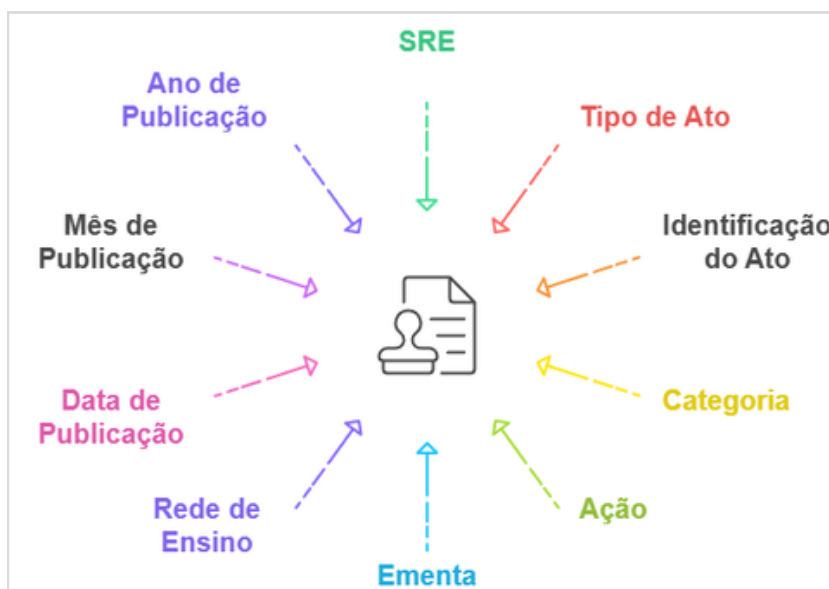 SRE
Ano de
Publicação
Tipo de Ato
Mês de
Publicação
Identificação
do Ato
Data de
Publicação
Categoria
Rede de
Ensino
Ação
Ementa